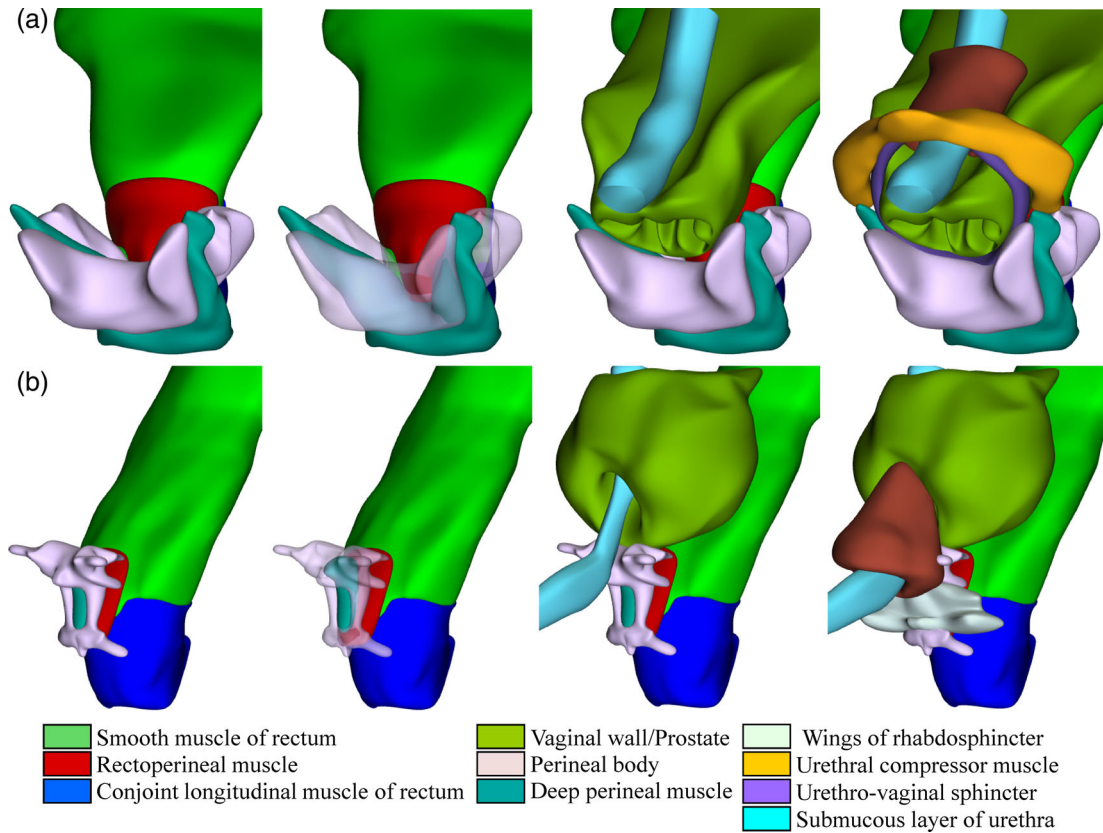 (a)
(b)
Smooth muscle of rectum
Rectoperineal muscle
Conjoint longitudinal muscle of rectum
Vaginal wall/Prostate
Perineal body
Deep perineal muscle
Wings of rhabdosphincter
Urethral compressor muscle
Urethro-vaginal sphincter
Submucous layer of urethra